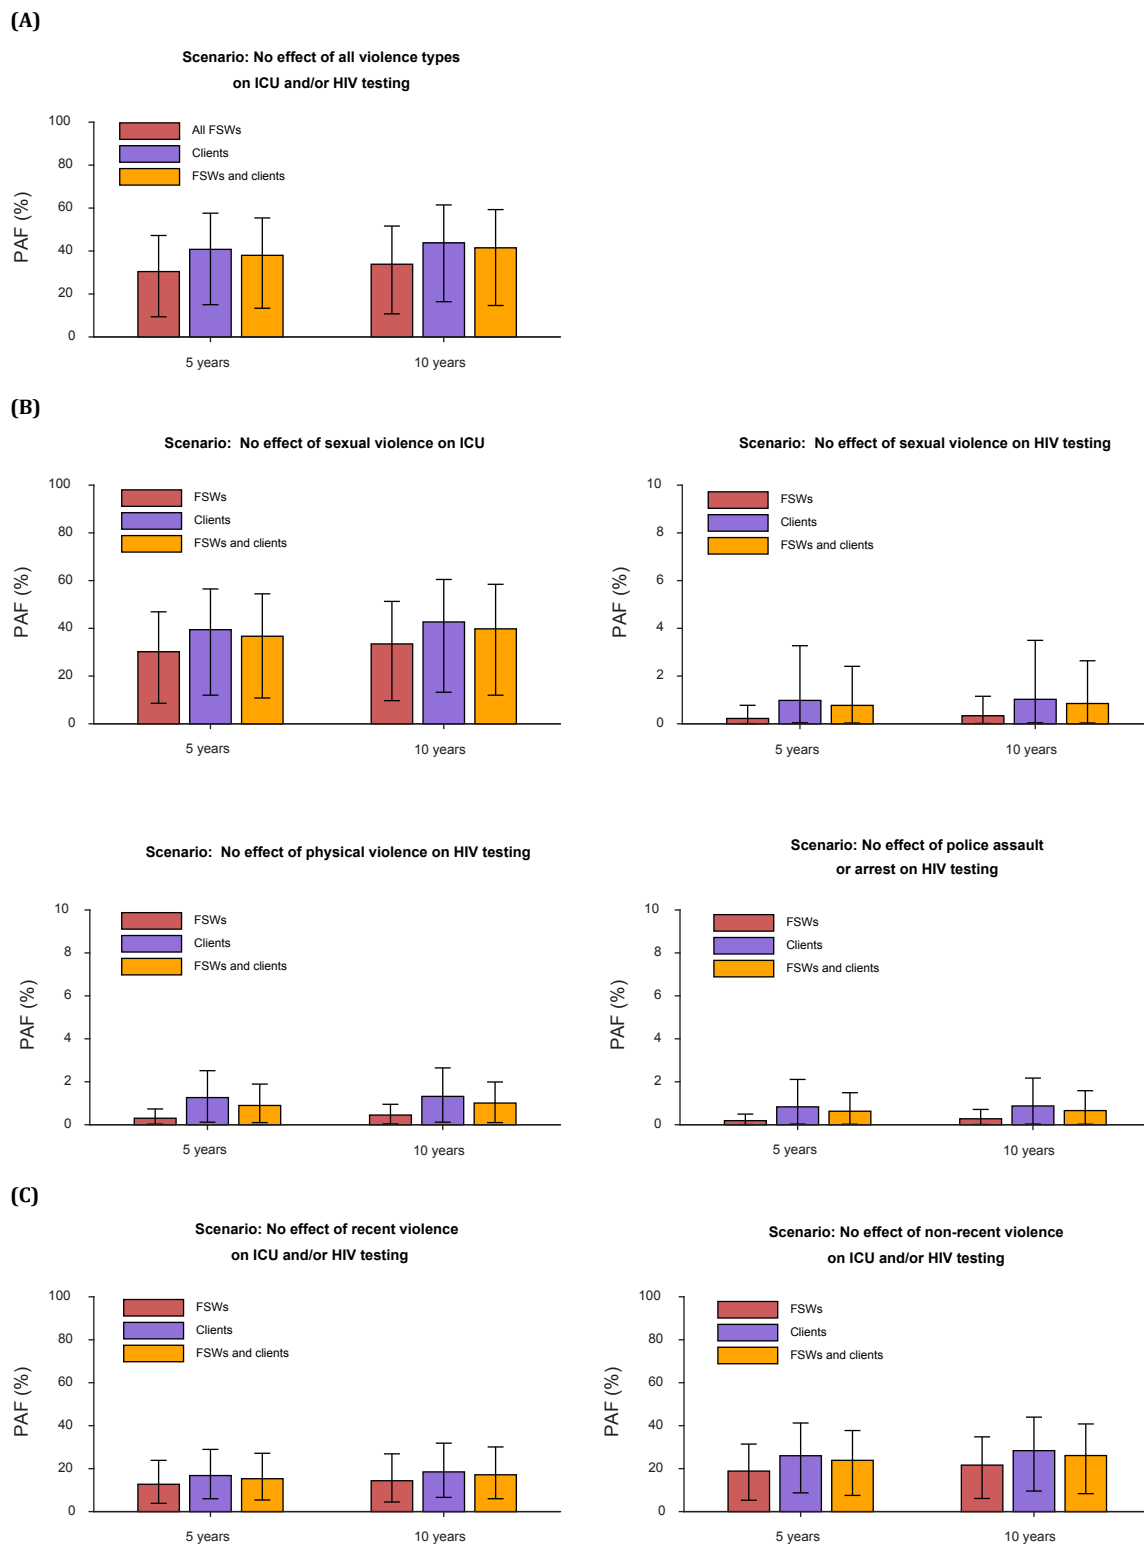 (A)
Scenario: No effect of all violence types
on ICU and/or HIV testing
100
80
60
40
20
0
PAF (%)
All FSWs
Clients
FSWs and clients
5 years
10 years
(B)
Scenario:  No effect of sexual violence on ICU
100
80
60
40
20
0
PAF (%)
FSWs
Clients
FSWs and clients
5 years
10 years
Scenario:  No effect of sexual violence on HIV testing
10
8
6
4
2
0
PAF (%)
FSWs
Clients
FSWs and clients
5 years
10 years
Scenario:  No effect of physical violence on HIV testing
10
8
6
4
2
0
PAF (%)
FSWs
Clients
FSWs and clients
5 years
10 years
Scenario: No effect of police assault
or arrest on HIV testing
10
8
6
4
2
0
PAF (%)
FSWs
Clients
FSWs and clients
5 years
10 years
(C)
Scenario: No effect of recent violence
on ICU and/or HIV testing
100
80
60
40
20
0
PAF (%)
FSWs
Clients
FSWs and clients
5 years
10 years
Scenario: No effect of non-recent violence
on ICU and/or HIV testing
100
80
60
40
20
0
PAF (%)
FSWs
Clients
FSWs and clients
5 years
10 years